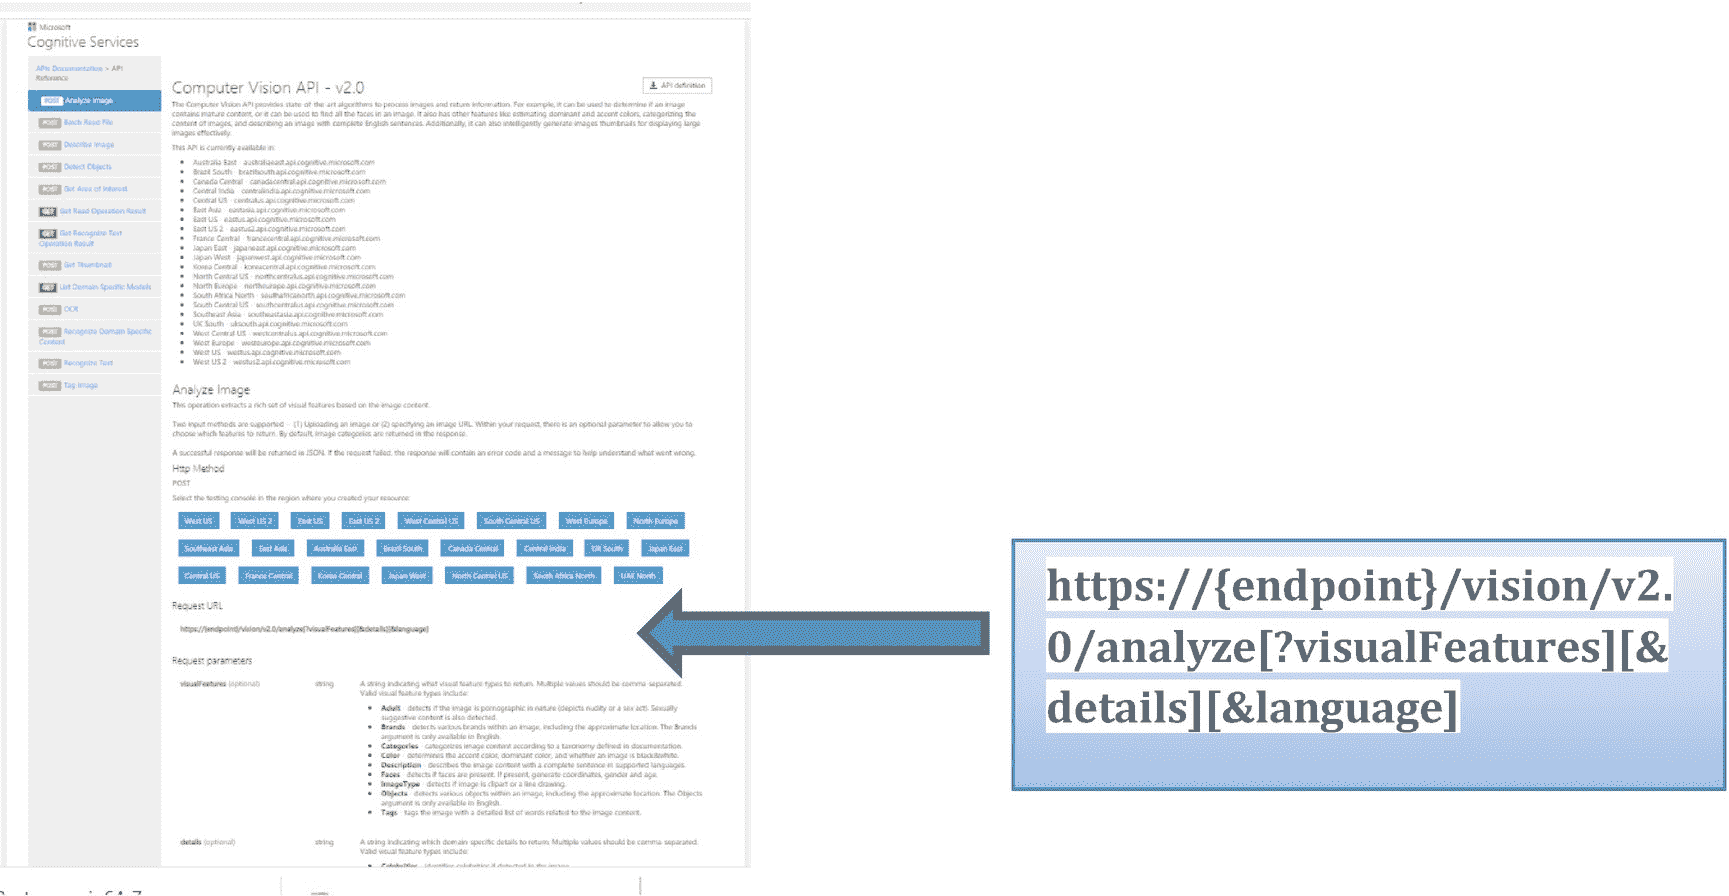 Microsoft
Cognitive Services
APIs Documentation > API
Reference
POST Analyze Image
POST Batch Read File
POST Describe Image
POST Detect Objects
POST Get Area of Interest
GET Get Read Operation Result
GET Get Recognize Text
Operation Result
POST Get Thumbnail
GET List Domain Specific Models
POST OCR
POST Recognize Domain Specific
Content
POST Recognize Text
POST Tag Image
Computer Vision API - v2.0
API definition
The Computer Vision API provides state-of-the-art algorithms to process images and return information. For example, it can be used to determine if an image
contains mature content, or it can be used to find all the faces in an image. It also has other features like estimating dominant and accent colors, categorizing the
content of images, and describing an image with complete English sentences. Additionally, it can also intelligently generate images thumbnails for displaying large
images effectively.
This API is currently available in:
Australia East - australiaeast.api.cognitive.microsoft.com
Brazil South - brazilsouth.api.cognitive.microsoft.com
Canada Central - canadacentral.api.cognitive.microsoft.com
Central India - centralindia.api.cognitive.microsoft.com
Central US - centralus.api.cognitive.microsoft.com
East Asia - eastasia.api.cognitive.microsoft.com
East US - eastus.api.cognitive.microsoft.com
East US 2 - eastus2.api.cognitive.microsoft.com
France Central - francecentral.api.cognitive.microsoft.com
Japan East - japaneast.api.cognitive.microsoft.com
Japan West - japanwest.api.cognitive.microsoft.com
Korea Central - koreacentral.api.cognitive.microsoft.com
North Central US - northcentralus.api.cognitive.microsoft.com
North Europe - northeurope.api.cognitive.microsoft.com
South Africa North - southafricanorth.api.cognitive.microsoft.com
South Central US - southcentralus.api.cognitive.microsoft.com
Southeast Asia - southeastasia.api.cognitive.microsoft.com
UK South - uksouth.api.cognitive.microsoft.com
West Central US - westcentralus.api.cognitive.microsoft.com
West Europe - westeurope.api.cognitive.microsoft.com
West US - westus.api.cognitive.microsoft.com
West US 2 - westus2.api.cognitive.microsoft.com
Analyze Image
This operation extracts a rich set of visual features based on the image content.
Two input methods are supported -- (1) Uploading an image or (2) specifying an image URL. Within your request, there is an optional parameter to allow you to
choose which features to return. By default, image categories are returned in the response.
A successful response will be returned in JSON. If the request failed, the response will contain an error code and a message to help understand what went wrong.
Http Method
POST
Select the testing console in the region where you created your resource:
West US West US 2 East US East US 2 West Central US South Central US West Europe North Europe
Southeast Asia East Asia Australia East Brazil South Canada Central Central India UK South Japan East
Central US France Central Korea Central Japan West North Central US South Africa North UAE North
Request URL
https://{endpoint}/vision/v2.0/analyze[?visualFeatures][&details][&language]
Request parameters
visualFeatures (optional) string A string indicating what visual feature types to return. Multiple values should be comma-separated.
Valid visual feature types include:
Adult - detects if the image is pornographic in nature (depicts nudity or a sex act). Sexually
suggestive content is also detected.
Brands - detects various brands within an image, including the approximate location. The Brands
argument is only available in English.
Categories - categorizes image content according to a taxonomy defined in documentation.
Color - determines the accent color, dominant color, and whether an image is black&white.
Description - describes the image content with a complete sentence in supported languages.
Faces - detects if faces are present. If present, generate coordinates, gender and age.
ImageType - detects if image is clipart or a line drawing.
Objects - detects various objects within an image, including the approximate location. The Objects
argument is only available in English.
Tags - tags the image with a detailed list of words related to the image content.
details (optional) string A string indicating which domain-specific details to return. Multiple values should be comma-separated.
Valid visual feature types include:
Celebrities - identifies celebrities if detected in the image.
https://{endpoint}/vision/v2.
0/analyze[?visualFeatures][&
details][&language]